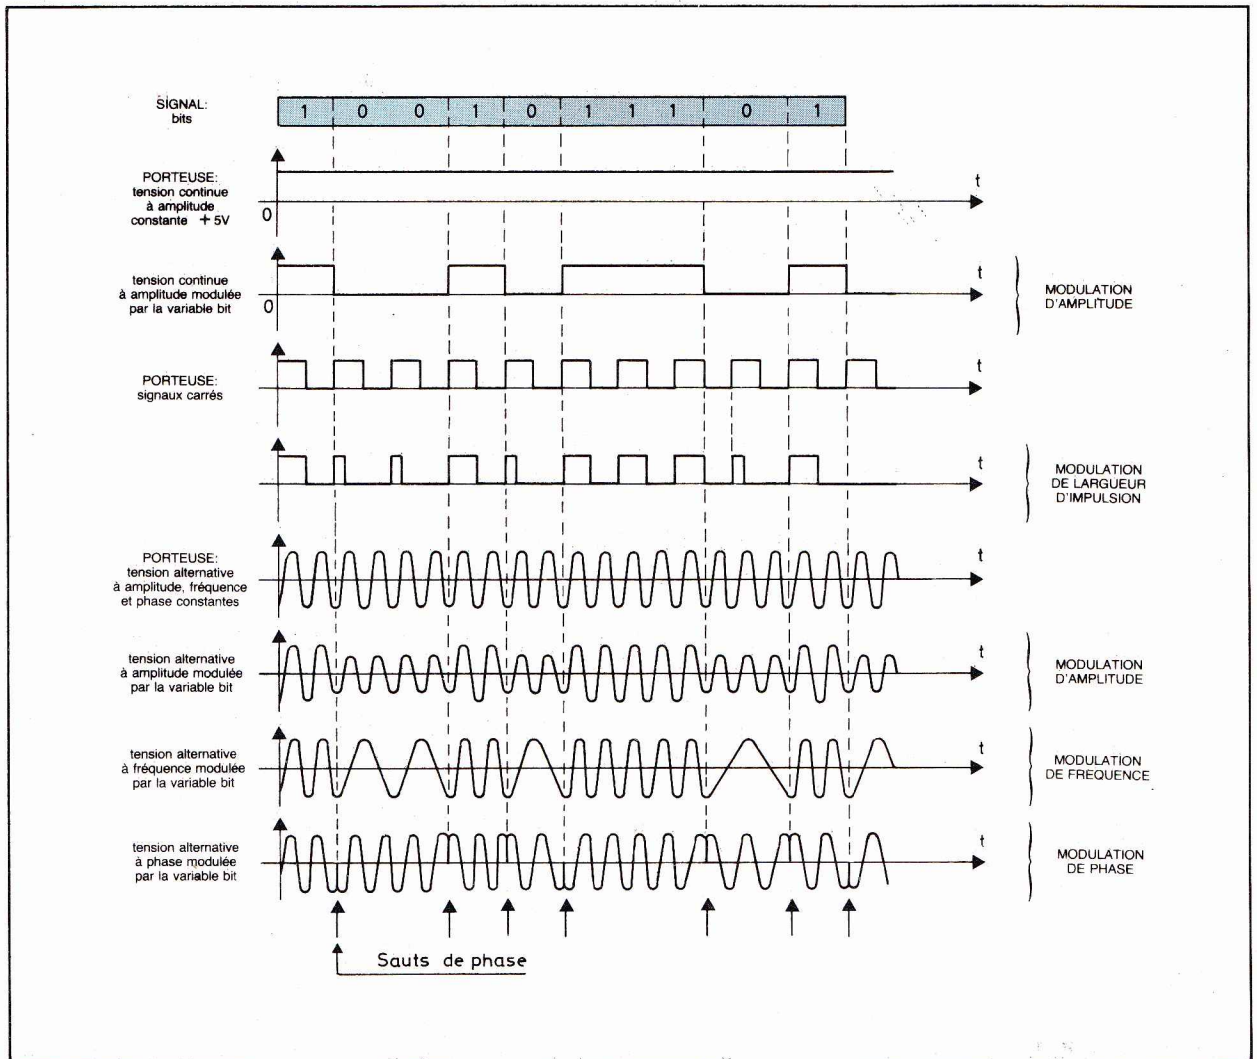 SIGNAL:
bits
1 0 0 1 0 1 1 1 0 1
PORTEUSE:
tension continue
à amplitude
constante + 5V
t
0
tension continue
à amplitude modulée
par la variable bit
t
0
MODULATION
D'AMPLITUDE
PORTEUSE:
signaux carrés
t
t
MODULATION
DE LARGUEUR
D'IMPULSION
PORTEUSE:
tension alternative
à amplitude, fréquence
et phase constantes
t
tension alternative
à amplitude modulée
par la variable bit
t
MODULATION
D'AMPLITUDE
tension alternative
à fréquence modulée
par la variable bit
t
MODULATION
DE FREQUENCE
tension alternative
à phase modulée
par la variable bit
t
MODULATION
DE PHASE
Sauts de phase